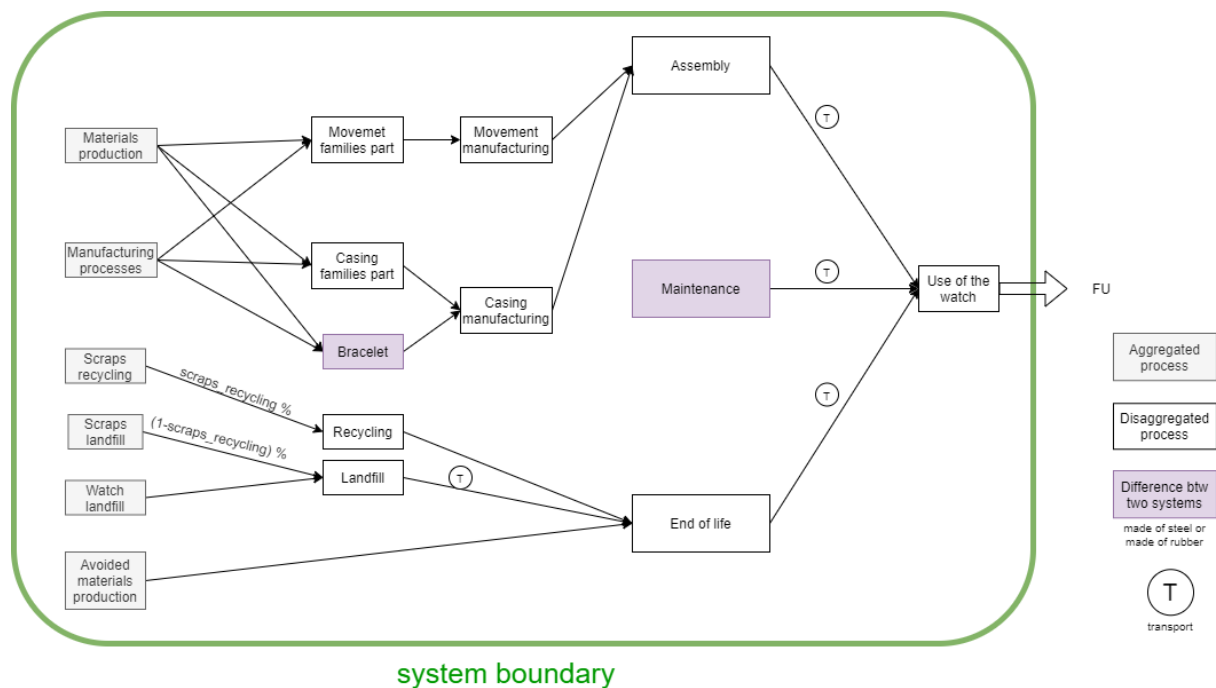 Assembly
T
Materials
production
Movemet
families part
Movement
manufacturing
Manufacturing
processes
Casing
families part
Maintenance
T
Use of the
watch
FU
Casing
manufacturing
Bracelet
Scraps
recycling
scraps_recycling %
Scraps
landfill
(1-scraps_recycling) %
Recycling
T
Landfill
T
Watch
landfill
End of life
Avoided
materials
production
Aggregated
process
Disaggregated
process
Difference btw
two systems
made of steel or
made of rubber
T
transport
system boundary